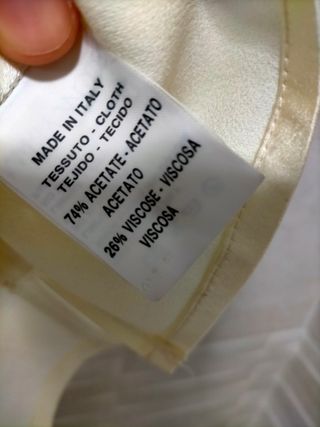 MADE IN ITALY
TESSUTO - CLOTH
TEJIDO - TECIDO
74% ACETATE - ACETATO
ACETATO
26% VISCOSE - VISCOSA
VISCOSA